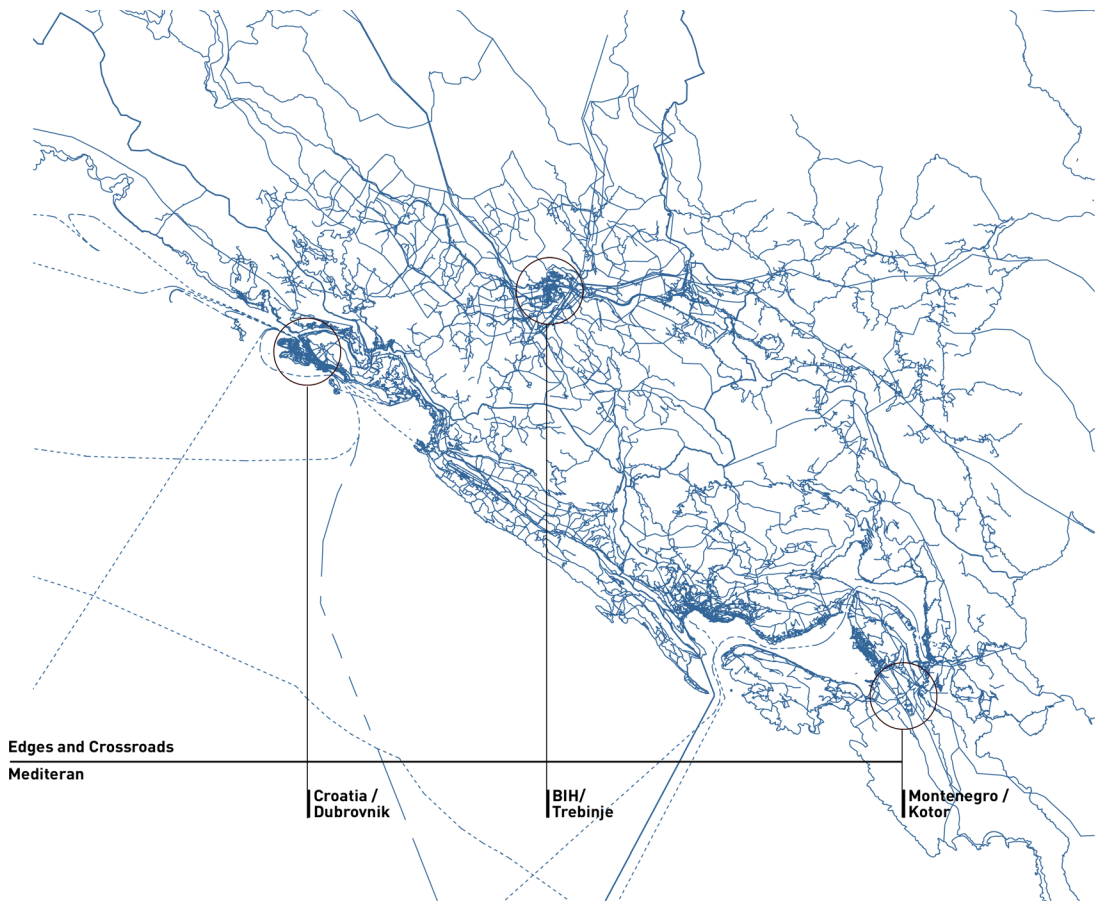 Edges and Crossroads
Mediteran
Croatia /
Dubrovnik
BIH/
Trebinje
Montenegro /
Kotor